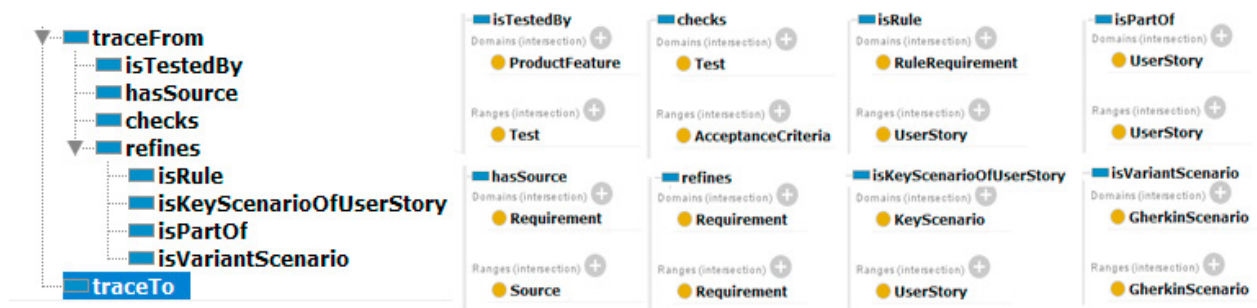 traceFrom
isTestedBy
hasSource
checks
refines
isRule
isKeyScenarioOfUserStory
isPartOf
isVariantScenario
traceTo
isTestedBy
Domains (intersection)
ProductFeature
Ranges (intersection)
Test
checks
Domains (intersection)
Test
Ranges (intersection)
AcceptanceCriteria
isRule
Domains (intersection)
RuleRequirement
Ranges (intersection)
UserStory
isPartOf
Domains (intersection)
UserStory
Ranges (intersection)
UserStory
hasSource
Domains (intersection)
Requirement
Ranges (intersection)
Source
refines
Domains (intersection)
Requirement
Ranges (intersection)
Requirement
isKeyScenarioOfUserStory
Domains (intersection)
KeyScenario
Ranges (intersection)
UserStory
isVariantScenario
Domains (intersection)
GherkinScenario
Ranges (intersection)
GherkinScenario